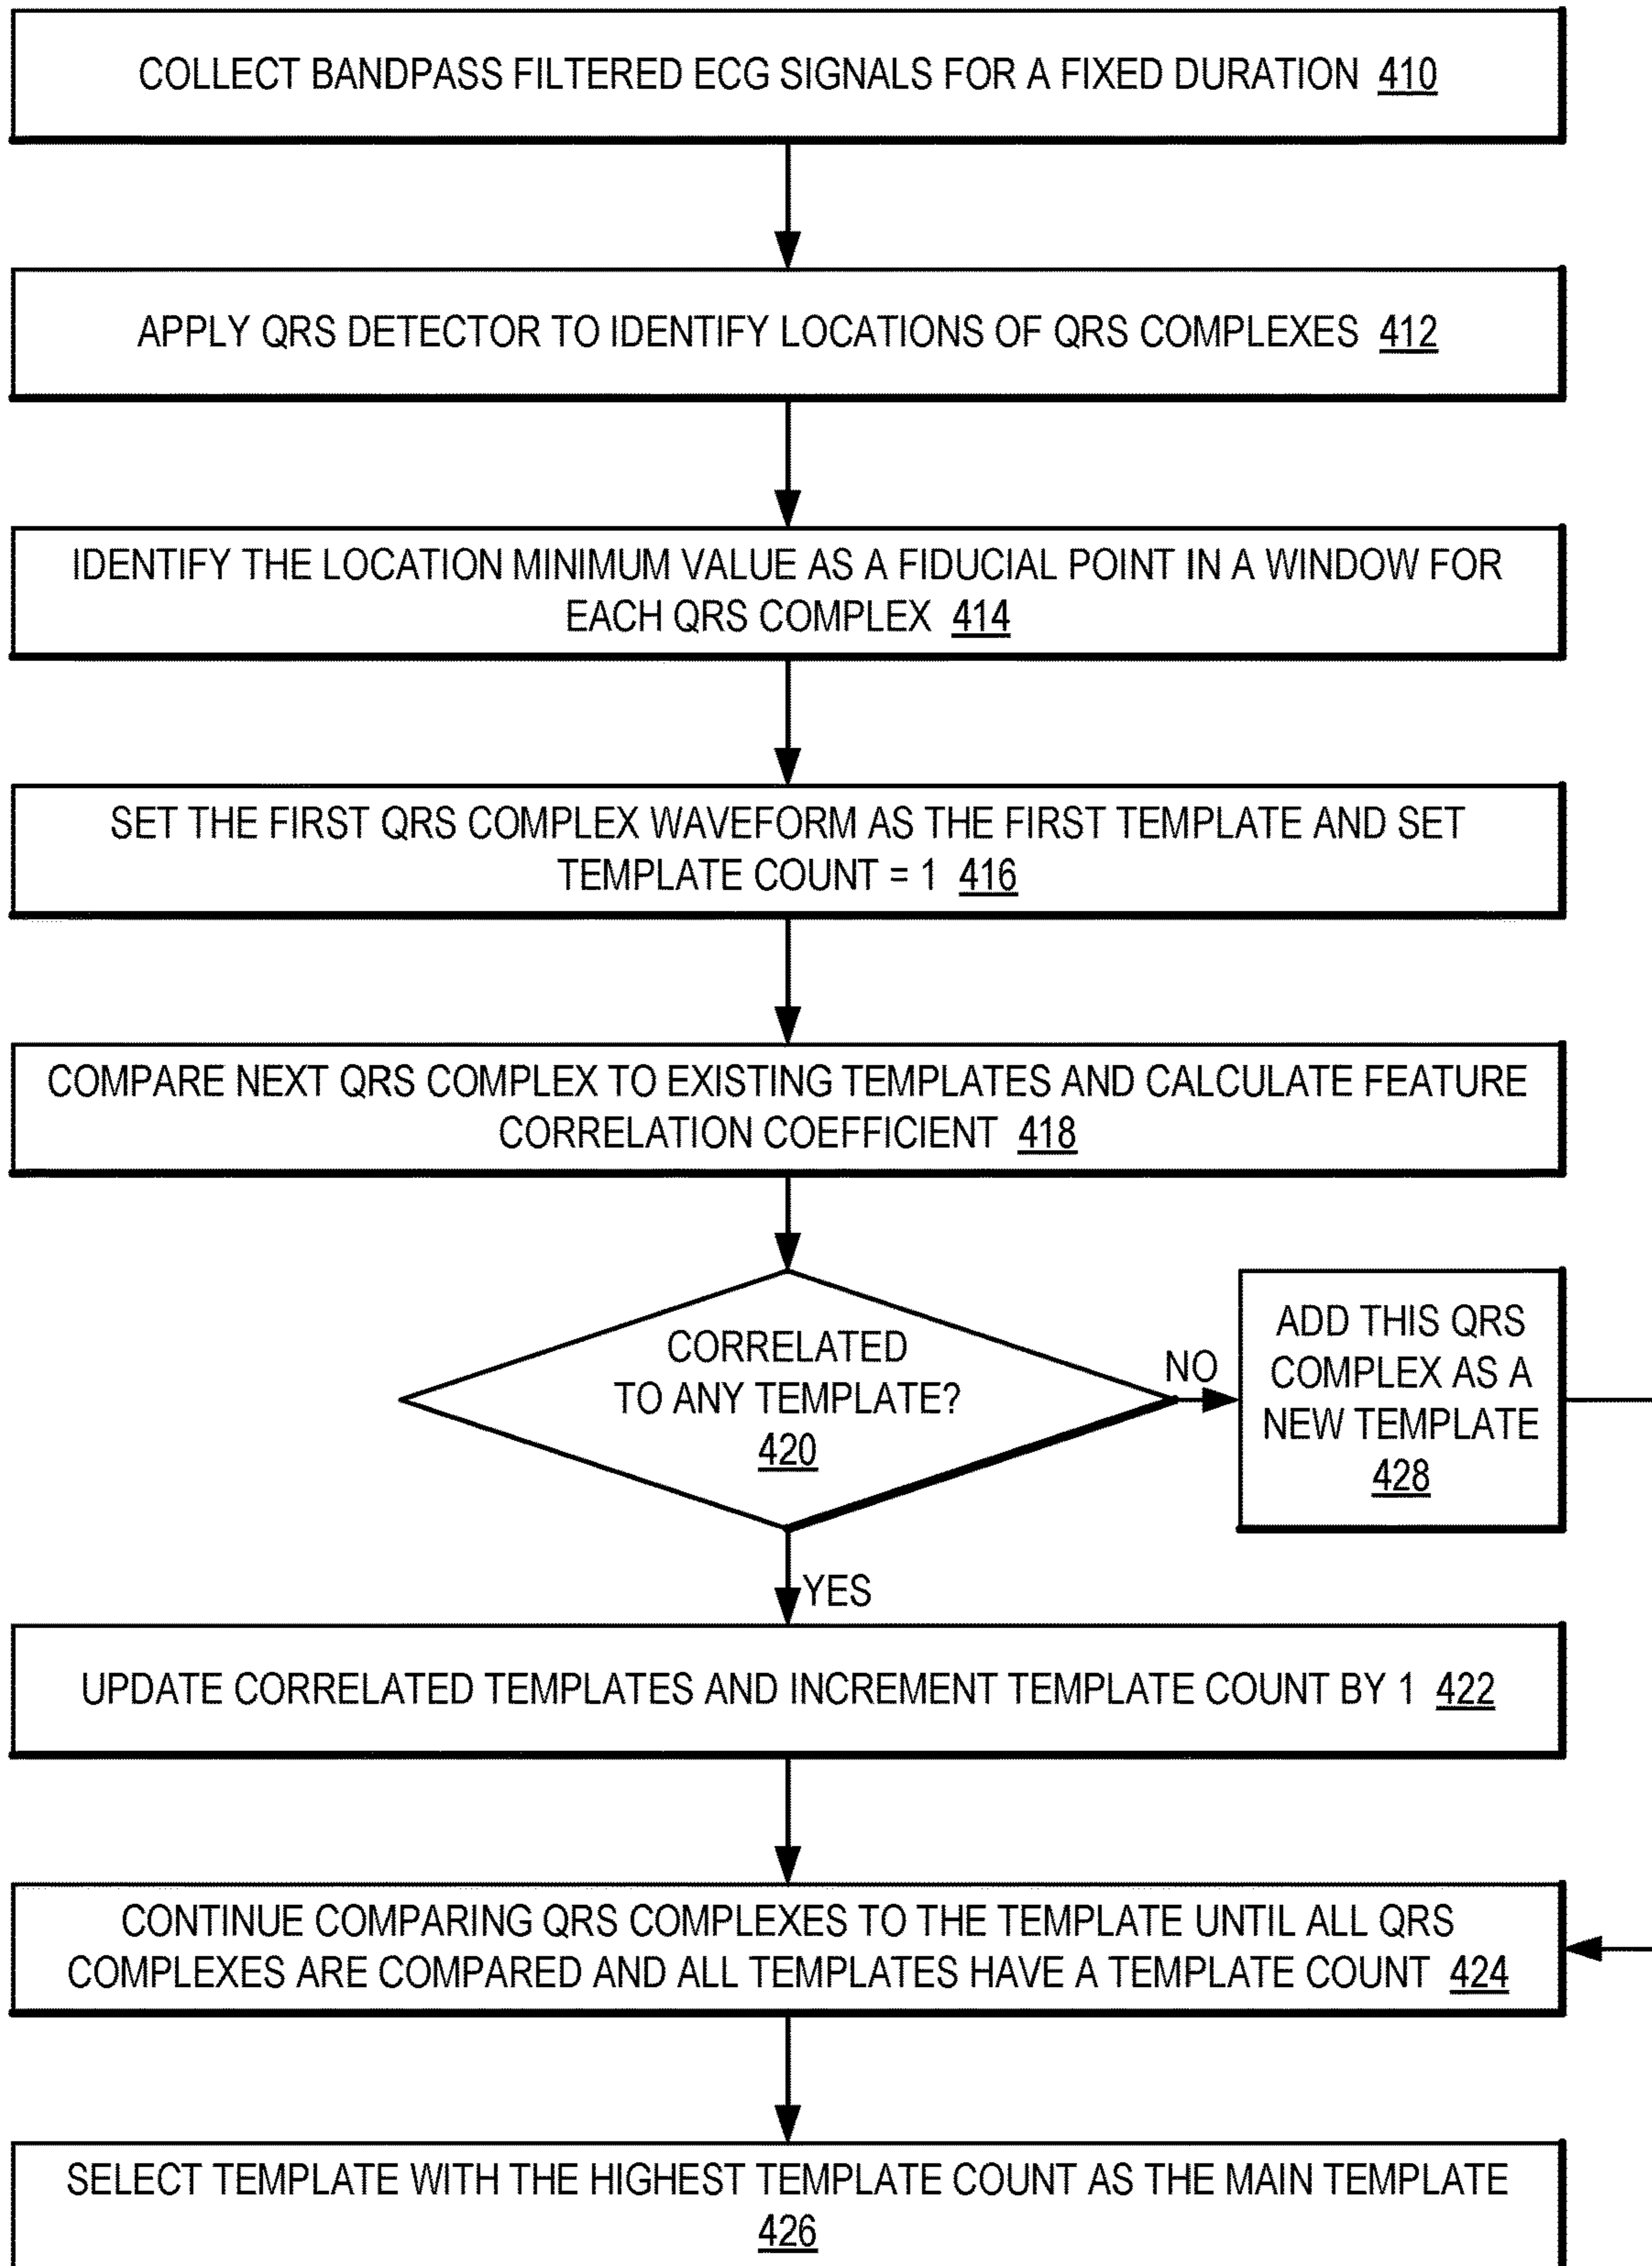 COLLECT BANDPASS FILTERED ECG SIGNALS FOR A FIXED DURATION 410
APPLY QRS DETECTOR TO IDENTIFY LOCATIONS OF QRS COMPLEXES 412
IDENTIFY THE LOCATION MINIMUM VALUE AS A FIDUCIAL POINT IN A WINDOW FOR
EACH QRS COMPLEX 414
SET THE FIRST QRS COMPLEX WAVEFORM AS THE FIRST TEMPLATE AND SET
TEMPLATE COUNT = 1 416
COMPARE NEXT QRS COMPLEX TO EXISTING TEMPLATES AND CALCULATE FEATURE
CORRELATION COEFFICIENT 418
CORRELATED
TO ANY TEMPLATE?
420
NO
ADD THIS QRS
COMPLEX AS A
NEW TEMPLATE
428
YES
UPDATE CORRELATED TEMPLATES AND INCREMENT TEMPLATE COUNT BY 1 422
CONTINUE COMPARING QRS COMPLEXES TO THE TEMPLATE UNTIL ALL QRS
COMPLEXES ARE COMPARED AND ALL TEMPLATES HAVE A TEMPLATE COUNT 424
SELECT TEMPLATE WITH THE HIGHEST TEMPLATE COUNT AS THE MAIN TEMPLATE
426